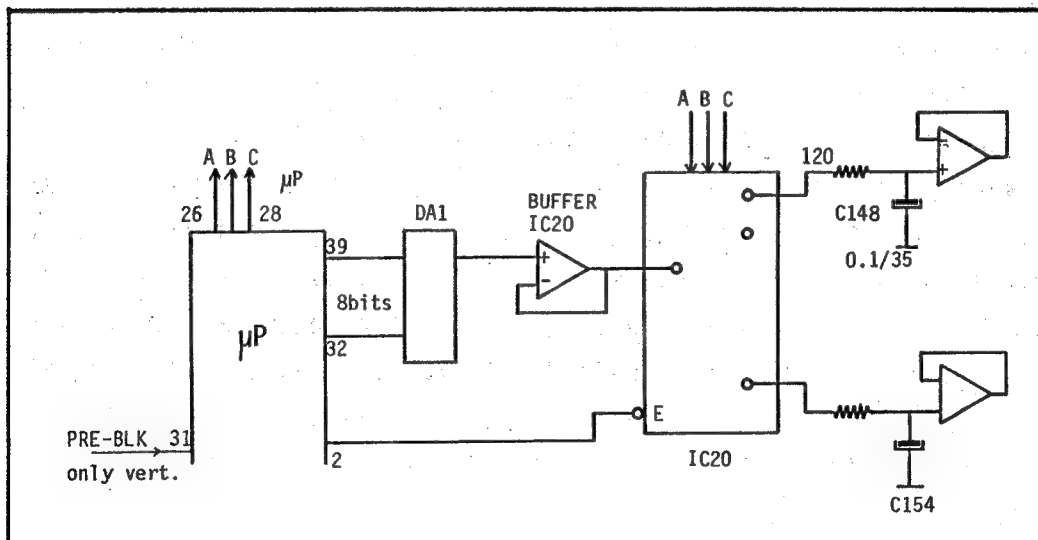 A B C
26
28
µP
39
8bits
32
µP
PRE-BLK 31
only vert.
2
DA1
BUFFER
IC20
+
-
A B C
E
IC20
120
-
+
C148
0.1/35
C154